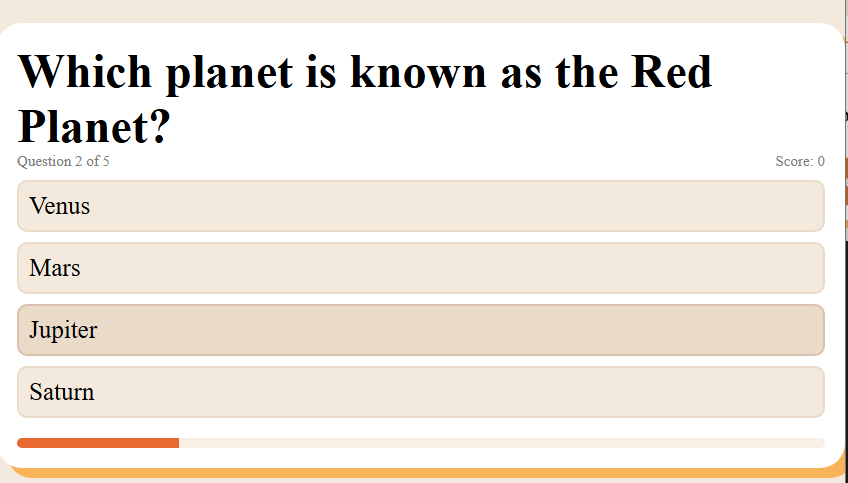 Which planet is known as the Red
Planet?
Question 2 of 5
Score: 0
Venus
Mars
Jupiter
Saturn